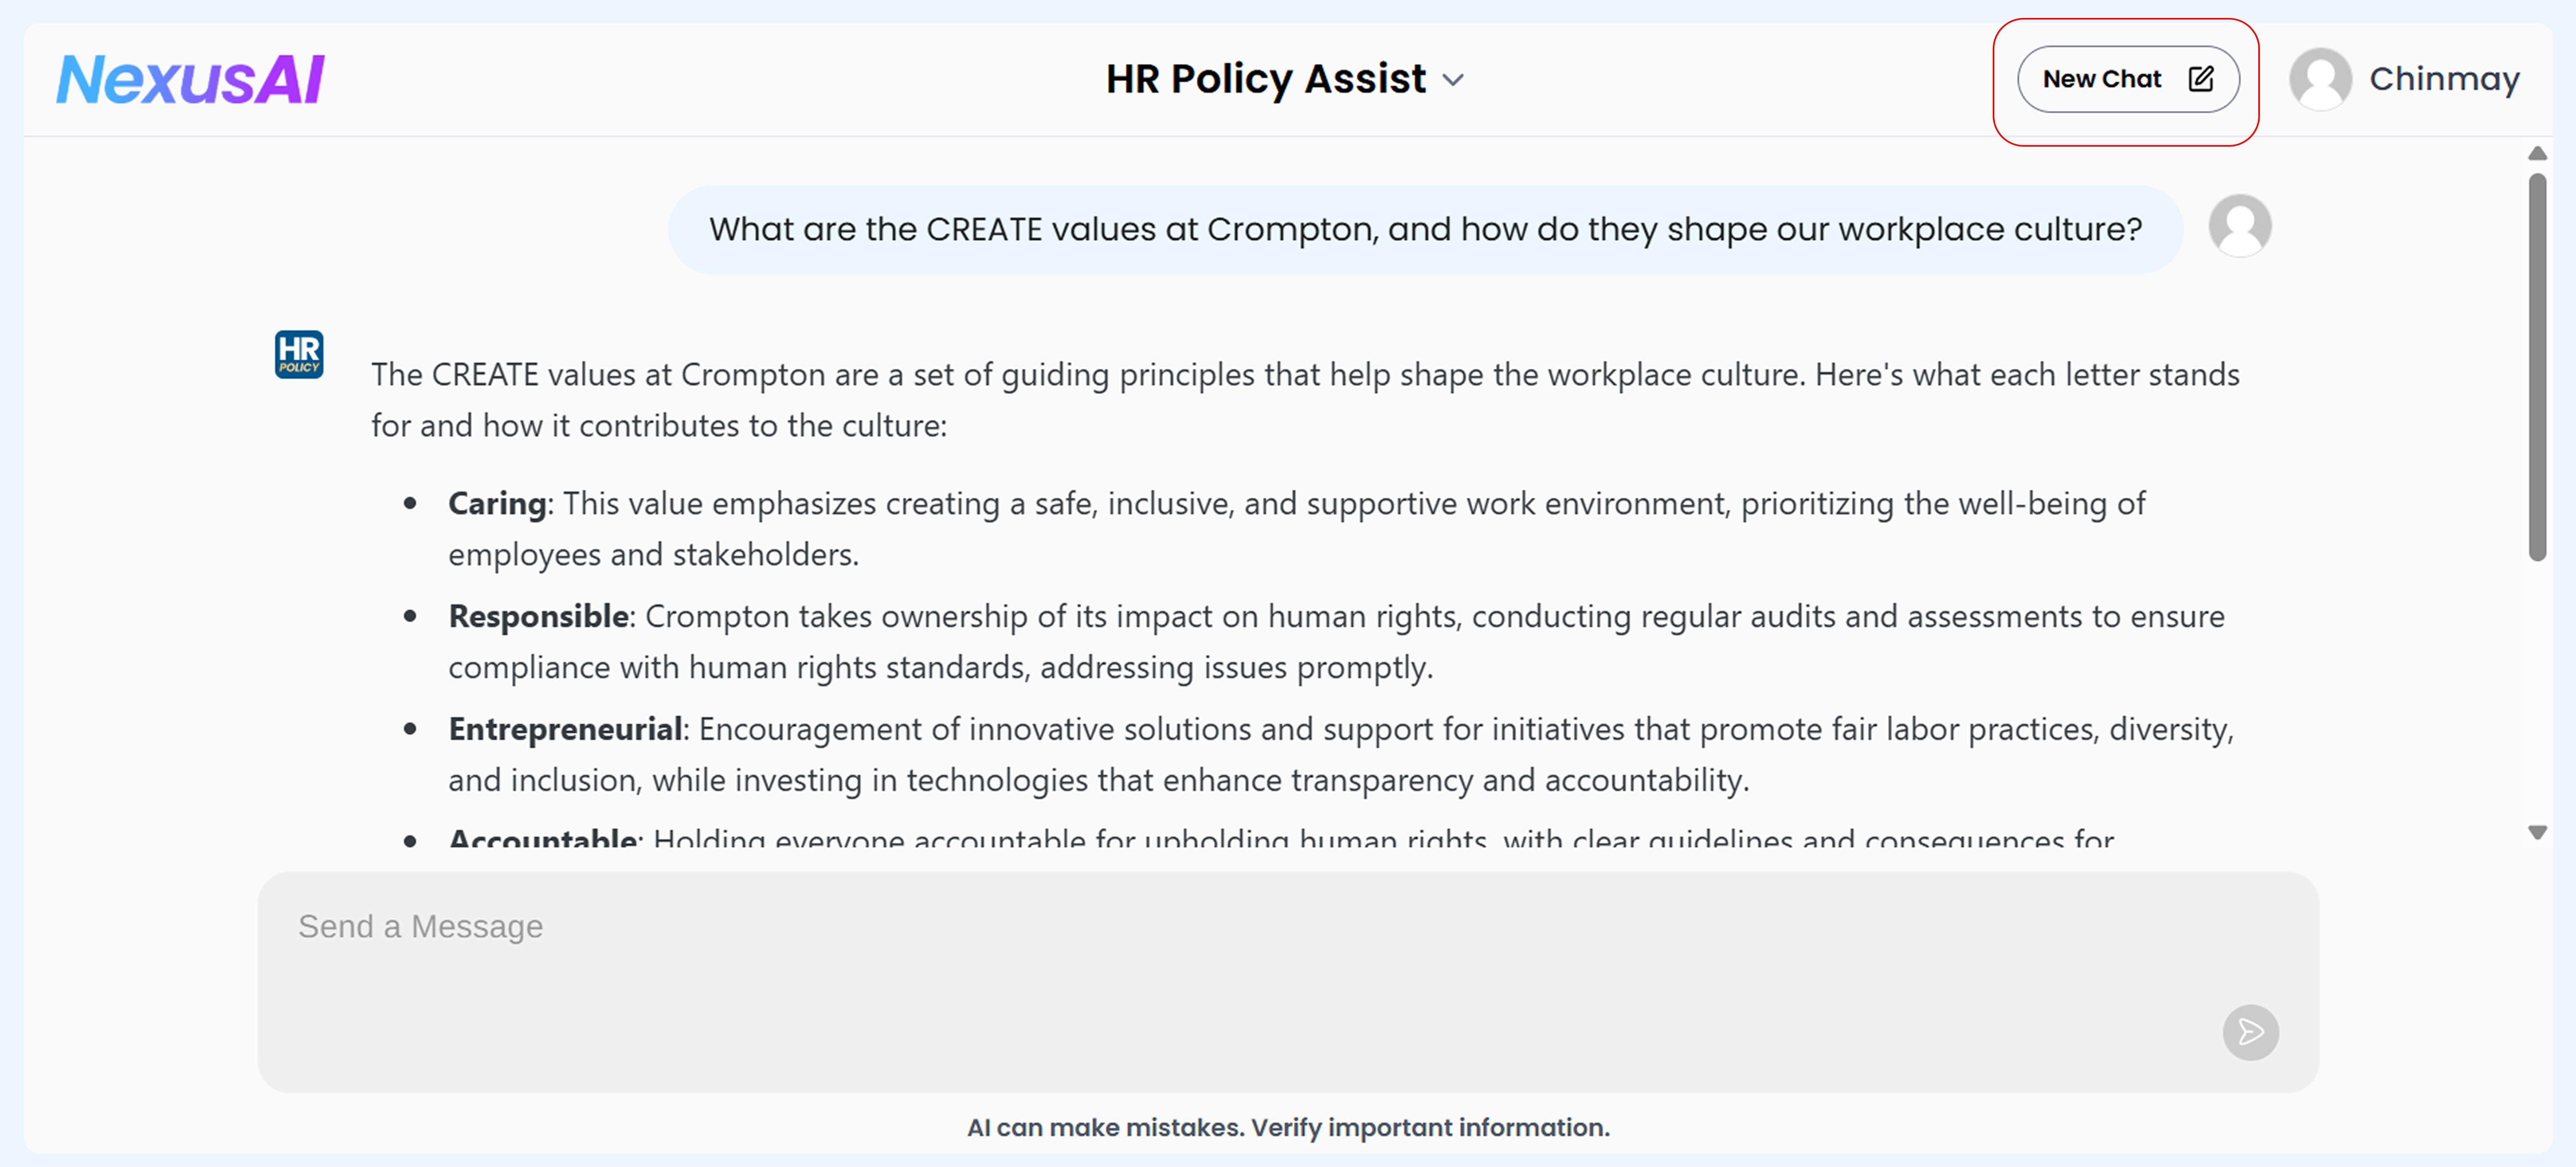 NexusAI
HR Policy Assist
New Chat
Chinmay
What are the CREATE values at Crompton, and how do they shape our workplace culture?
HR
POLICY
The CREATE values at Crompton are a set of guiding principles that help shape the workplace culture. Here's what each letter stands
for and how it contributes to the culture:
• Caring: This value emphasizes creating a safe, inclusive, and supportive work environment, prioritizing the well-being of
employees and stakeholders.
• Responsible: Crompton takes ownership of its impact on human rights, conducting regular audits and assessments to ensure
compliance with human rights standards, addressing issues promptly.
• Entrepreneurial: Encouragement of innovative solutions and support for initiatives that promote fair labor practices, diversity,
and inclusion, while investing in technologies that enhance transparency and accountability.
• Accountable: Holding everyone accountable for upholding human rights, with clear guidelines and consequences for
Send a Message
AI can make mistakes. Verify important information.